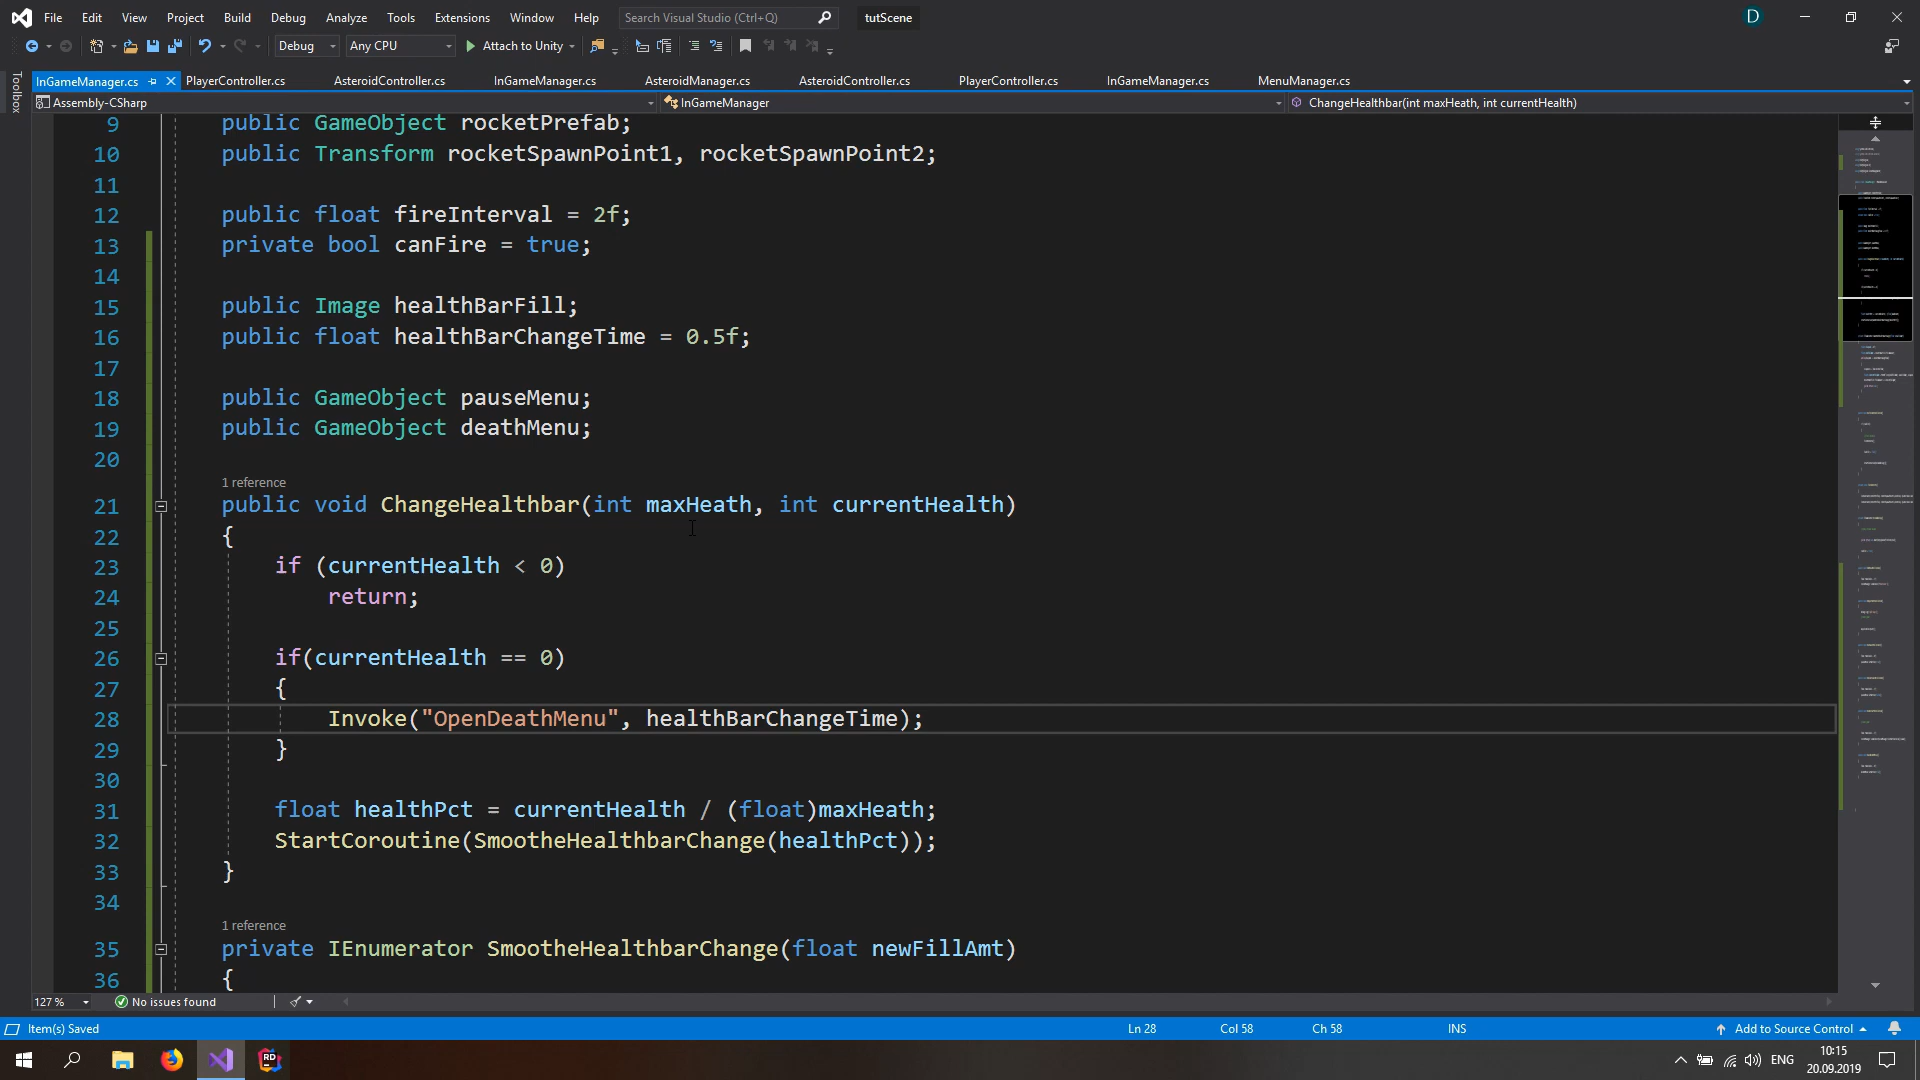 File Edit View Project Build Debug Analyze Tools Extensions Window Help Search Visual Studio (Ctrl+Q) tutScene D
Debug Any CPU Attach to Unity
InGameManager.cs PlayerController.cs AsteroidController.cs InGameManager.cs AsteroidManager.cs AsteroidController.cs PlayerController.cs InGameManager.cs MenuManager.cs
Toolbox
Assembly-CSharp InGameManager ChangeHealthbar(int maxHeath, int currentHealth)
9 public GameObject rocketPrefab;
10 public Transform rocketSpawnPoint1, rocketSpawnPoint2;
11
12 public float fireInterval = 2f;
13 private bool canFire = true;
14
15 public Image healthBarFill;
16 public float healthBarChangeTime = 0.5f;
17
18 public GameObject pauseMenu;
19 public GameObject deathMenu;
20
1 reference
21 public void ChangeHealthbar(int maxHeath, int currentHealth)
22 {
23 if (currentHealth < 0)
24 return;
25
26 if(currentHealth == 0)
27 {
28 Invoke("OpenDeathMenu", healthBarChangeTime);
29 }
30
31 float healthPct = currentHealth / (float)maxHeath;
32 StartCoroutine(SmootheHealthbarChange(healthPct));
33 }
34
1 reference
35 private IEnumerator SmootheHealthbarChange(float newFillAmt)
36 {
127 % No issues found
Item(s) Saved Ln 28 Col 58 Ch 58 INS Add to Source Control
RD ENG 10:15
20.09.2019